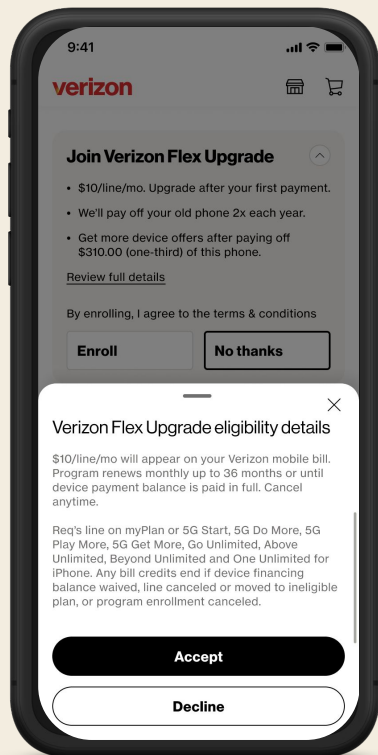 9:41
verizon
Join Verizon Flex Upgrade
• $10/line/mo. Upgrade after your first payment.
• We'll pay off your old phone 2x each year.
• Get more device offers after paying off
$310.00 (one-third) of this phone.
Review full details
By enrolling, I agree to the terms & conditions
Enroll No thanks
Verizon Flex Upgrade eligibility details
$10/line/mo will appear on your Verizon mobile bill.
Program renews monthly up to 36 months or until
device payment balance is paid in full. Cancel
anytime.
Req's line on myPlan or 5G Start, 5G Do More, 5G
Play More, 5G Get More, Go Unlimited, Above
Unlimited, Beyond Unlimited and One Unlimited for
iPhone. Any bill credits end if device financing
balance waived, line canceled or moved to ineligible
plan, or program enrollment canceled.
Accept
Decline